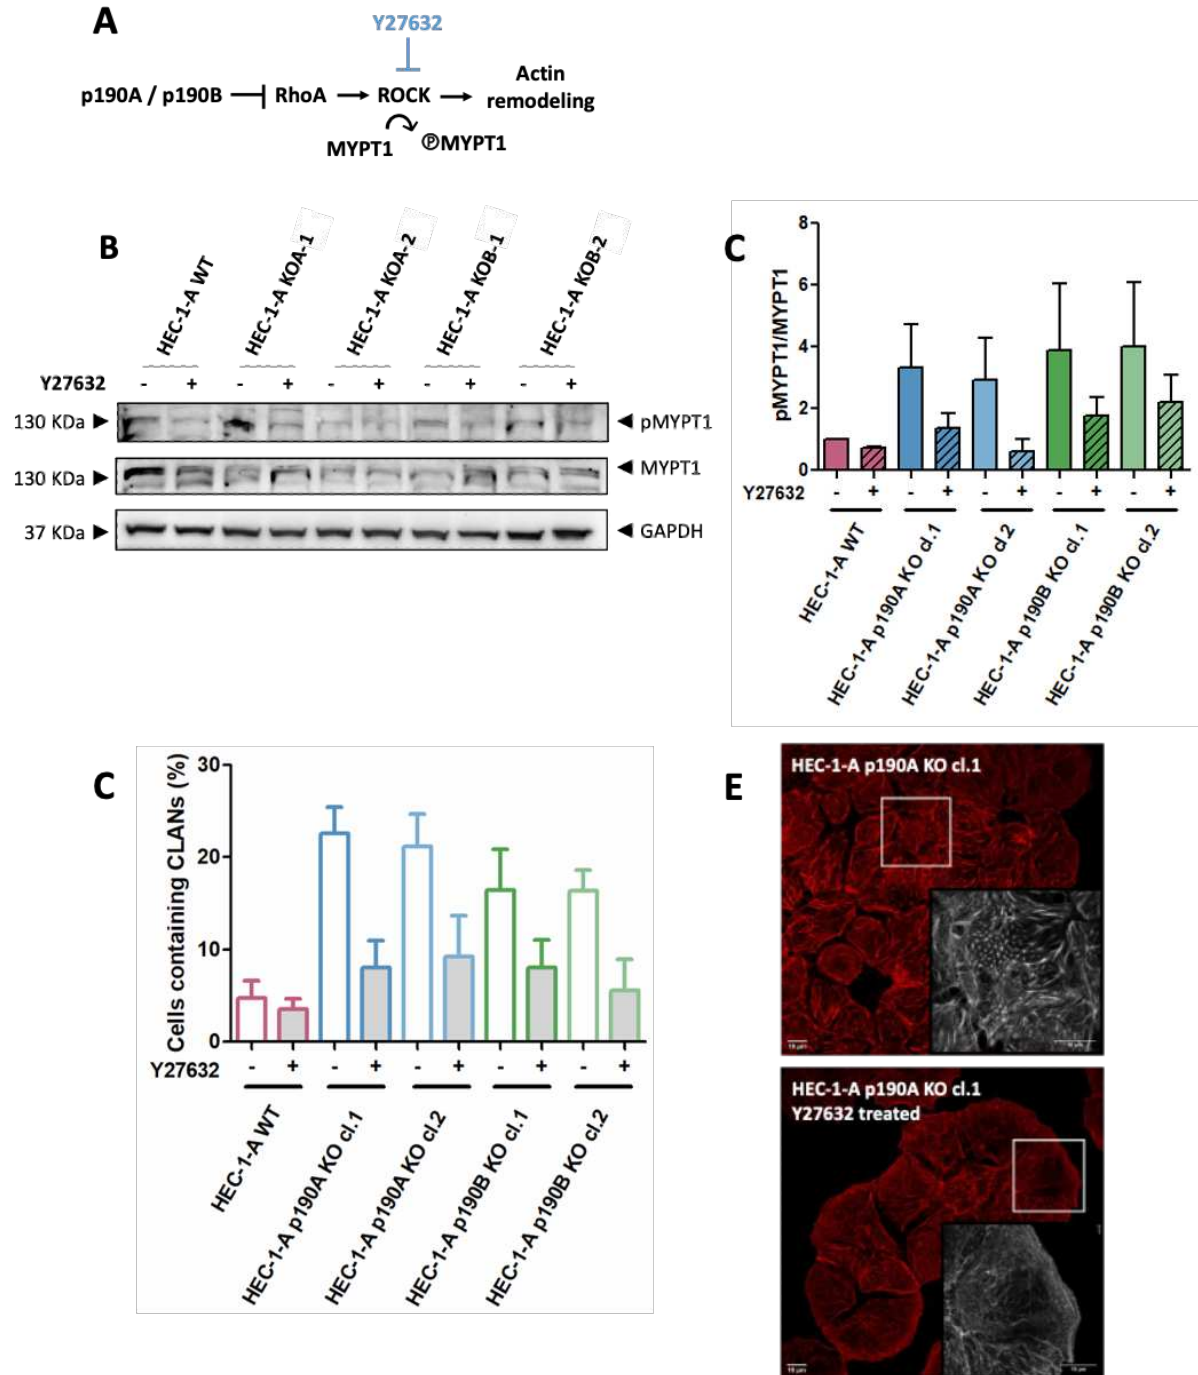 A
Y27632
p190A / p190B
RhoA
ROCK
Actin
remodeling
MYPT1
ⓅMYPT1
B
HEC-1-A WT
HEC-1-A KOA-1
HEC-1-A KOA-2
HEC-1-A KOB-1
HEC-1-A KOB-2
Y27632 - + - + - + - + - +
130 KDa
pMYPT1
130 KDa
MYPT1
37 KDa
GAPDH
C
pMYPT1/MYPT1
8
6
4
2
0
Y27632 - + - + - + - + - +
HEC-1-A WT
HEC-1-A p190A KO cl.1
HEC-1-A p190A KO cl.2
HEC-1-A p190B KO cl.1
HEC-1-A p190B KO cl.2
C
Cells containing CLANs (%)
30
20
10
0
Y27632 - + - + - + - + - +
HEC-1-A WT
HEC-1-A p190A KO cl.1
HEC-1-A p190A KO cl.2
HEC-1-A p190B KO cl.1
HEC-1-A p190B KO cl.2
E
HEC-1-A p190A KO cl.1
HEC-1-A p190A KO cl.1
Y27632 treated